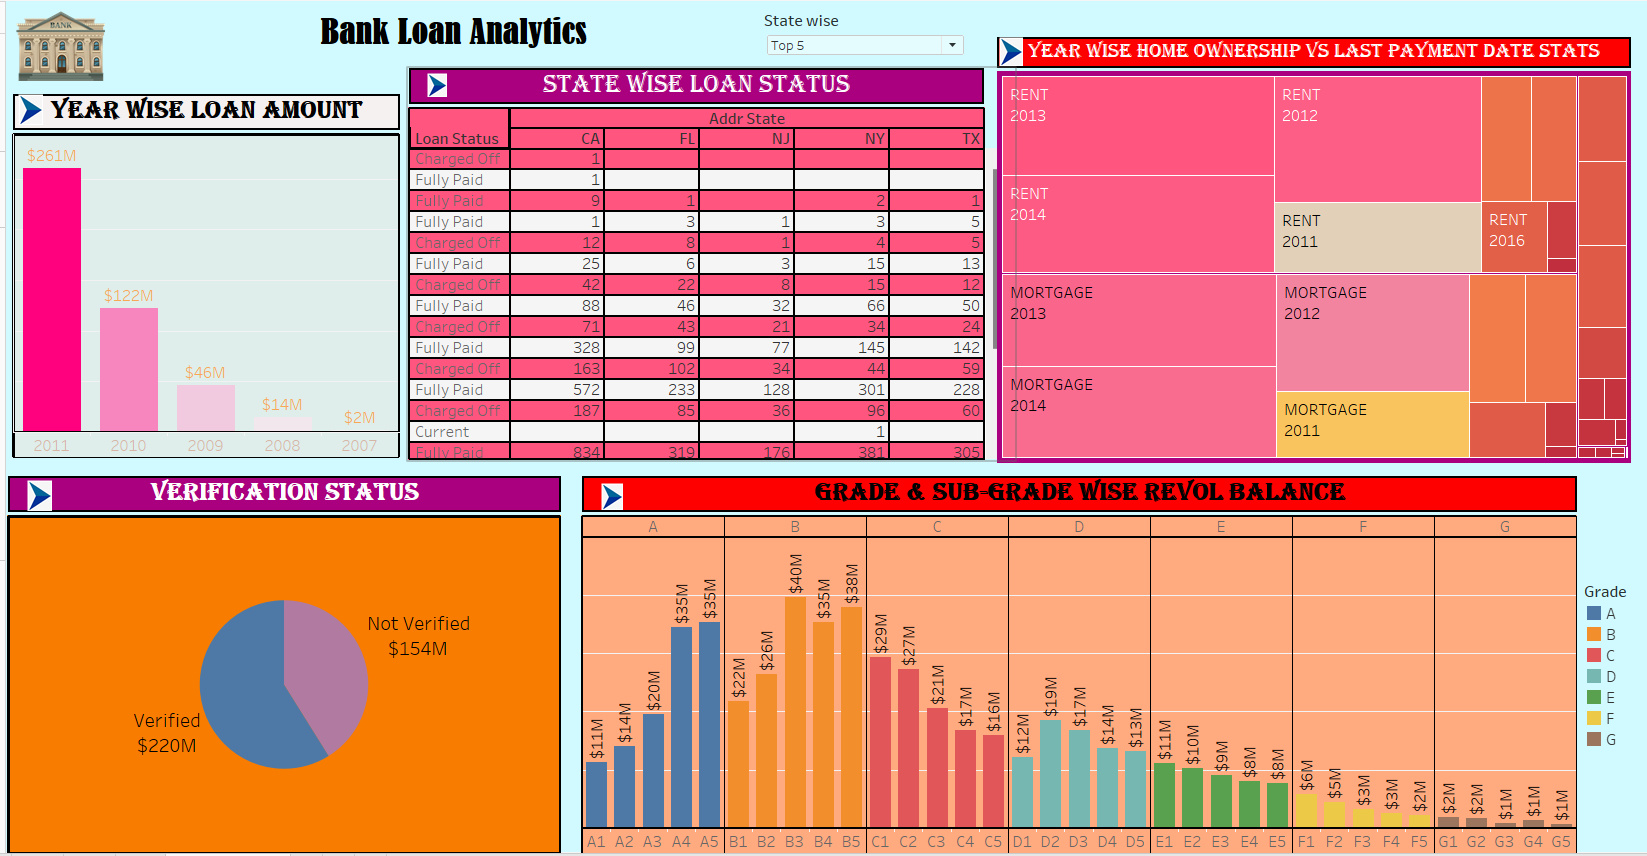 BANK
Bank Loan Analytics
State wise
Top 5
YEAR WISE LOAN AMOUNT
$261M
$122M
$46M
$14M
$2M
2011 2010 2009 2008 2007
STATE WISE LOAN STATUS
Addr State
Loan Status CA FL NJ NY TX
Charged Off 1
Fully Paid 1
Fully Paid 9 1 2 1
Fully Paid 1 3 1 3 5
Charged Off 12 8 1 4 5
Fully Paid 25 6 3 15 13
Charged Off 42 22 8 15 12
Fully Paid 88 46 32 66 50
Charged Off 71 43 21 34 24
Fully Paid 328 99 77 145 142
Charged Off 163 102 34 44 59
Fully Paid 572 233 128 301 228
Charged Off 187 85 36 96 60
Current 1
Fully Paid 834 319 176 381 305
YEAR WISE HOME OWNERSHIP VS LAST PAYMENT DATE STATS
RENT
2013
RENT
2012
RENT
2014
RENT
2011
RENT
2016
MORTGAGE
2013
MORTGAGE
2012
MORTGAGE
2014
MORTGAGE
2011
VERIFICATION STATUS
Not Verified
$154M
Verified
$220M
GRADE & SUB-GRADE WISE REVOL BALANCE
A B C D E F G
$11M $14M $20M $35M $35M $22M $26M $40M $35M $38M $29M $27M $21M $17M $16M $12M $19M $17M $14M $13M $11M $10M $9M $8M $8M $6M $5M $3M $3M $2M $2M $2M $1M $1M $1M
A1 A2 A3 A4 A5 B1 B2 B3 B4 B5 C1 C2 C3 C4 C5 D1 D2 D3 D4 D5 E1 E2 E3 E4 E5 F1 F2 F3 F4 F5 G1 G2 G3 G4 G5
Grade
A
B
C
D
E
F
G